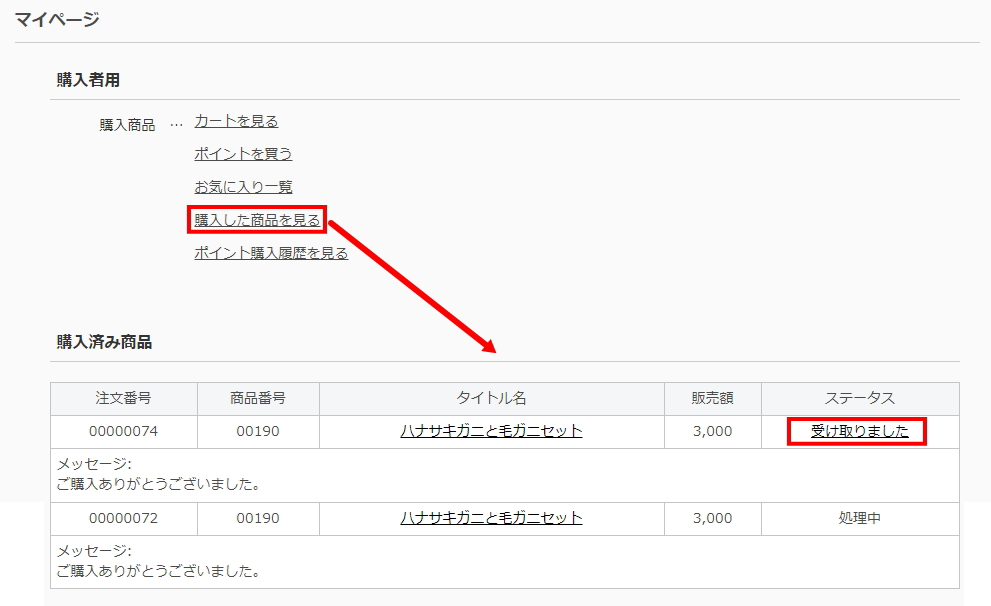 マイページ
購入者用
購入商品 … カートを見る
ポイントを買う
お気に入り一覧
購入した商品を見る
ポイント購入履歴を見る
購入済み商品
注文番号 商品番号 タイトル名 販売額 ステータス
00000074 00190 ハナサキガニと毛ガニセット 3,000 受け取りました
メッセージ:
ご購入ありがとうございました。
00000072 00190 ハナサキガニと毛ガニセット 3,000 処理中
メッセージ:
ご購入ありがとうございました。